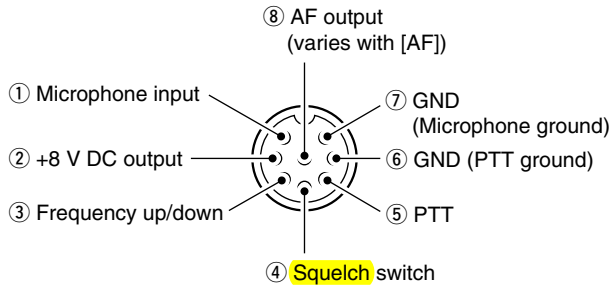 ⑧ AF output
(varies with [AF])
① Microphone input
② +8 V DC output
③ Frequency up/down
④ Squelch switch
⑤ PTT
⑥ GND (PTT ground)
⑦ GND
(Microphone ground)